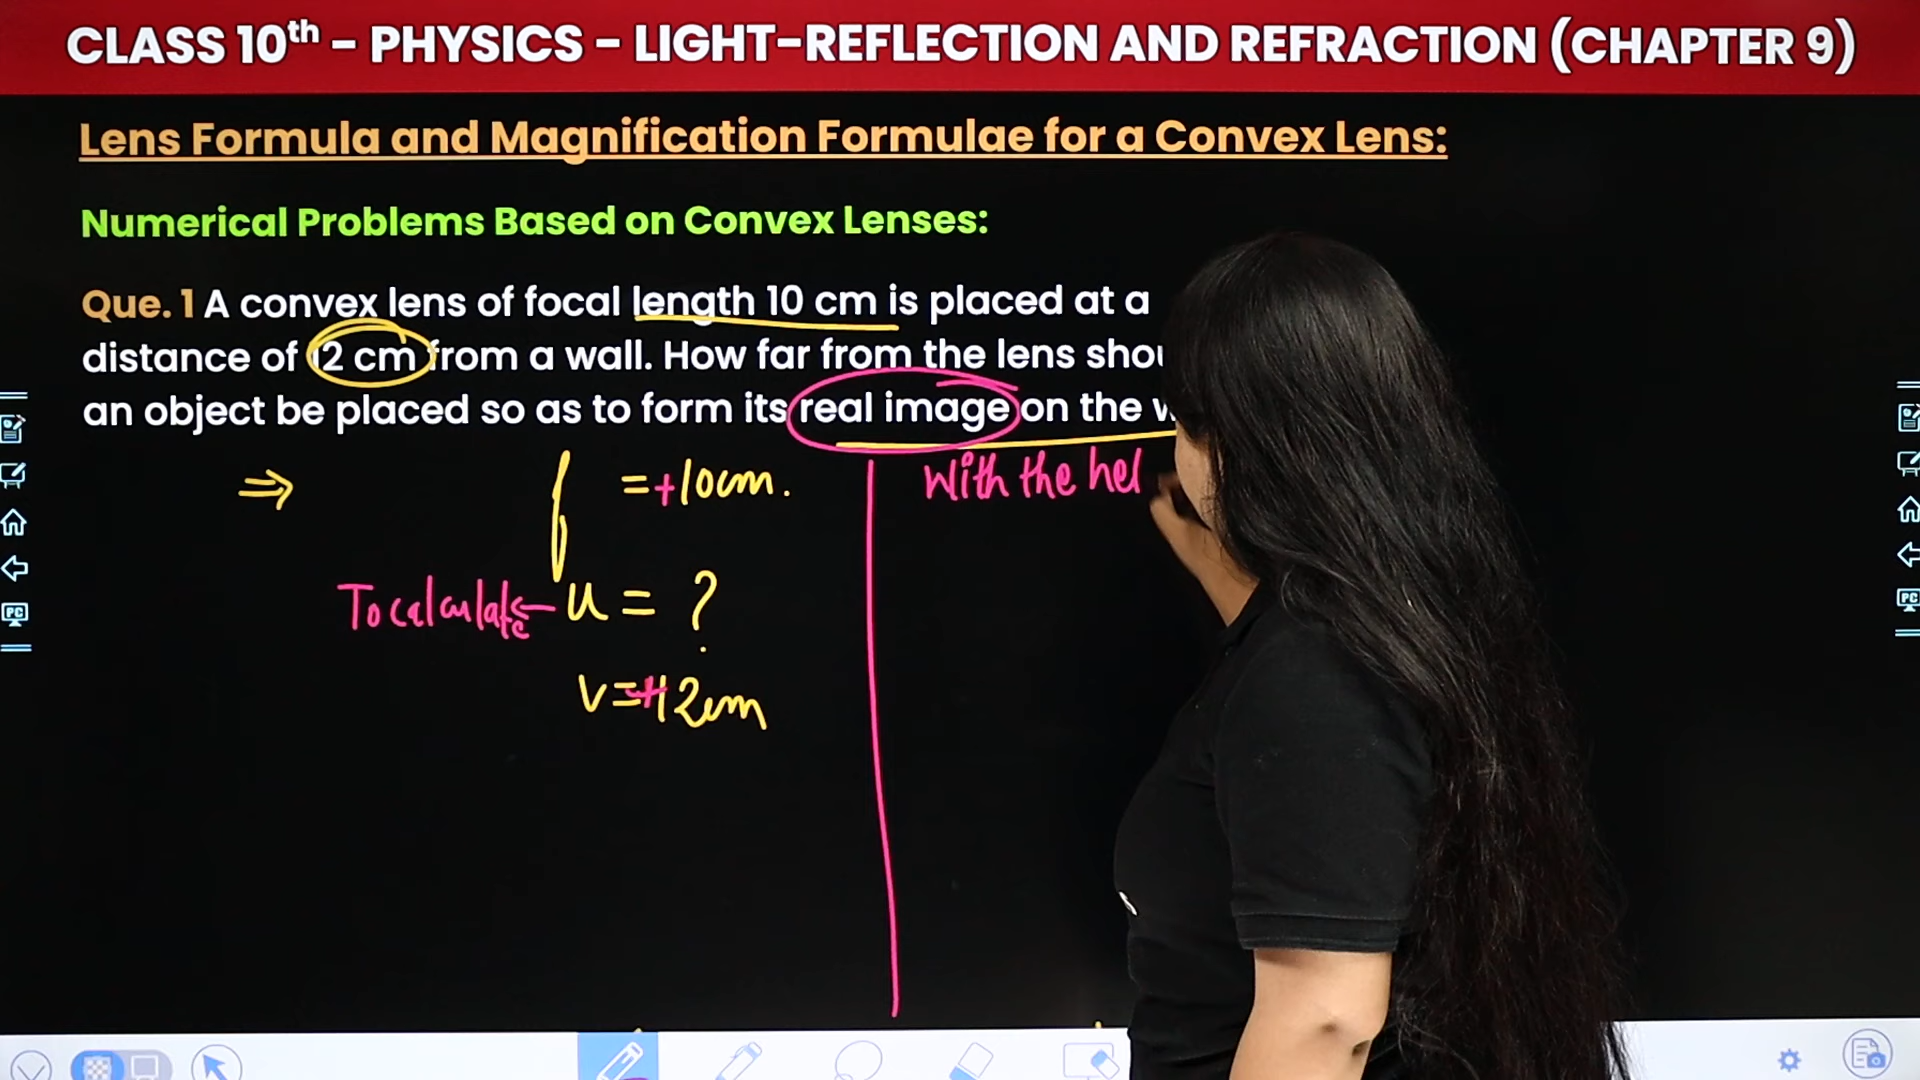 CLASS 10th - PHYSICS - LIGHT-REFLECTION AND REFRACTION (CHAPTER 9)
Lens Formula and Magnification Formulae for a Convex Lens:
Numerical Problems Based on Convex Lenses:
Que. 1 A convex lens of focal length 10 cm is placed at a
distance of 12 cm from a wall. How far from the lens shou
an object be placed so as to form its real image on the w
⇒ f = +10cm.
With the hel
To calculate ← u = ?
v = +12cm
PC
PC